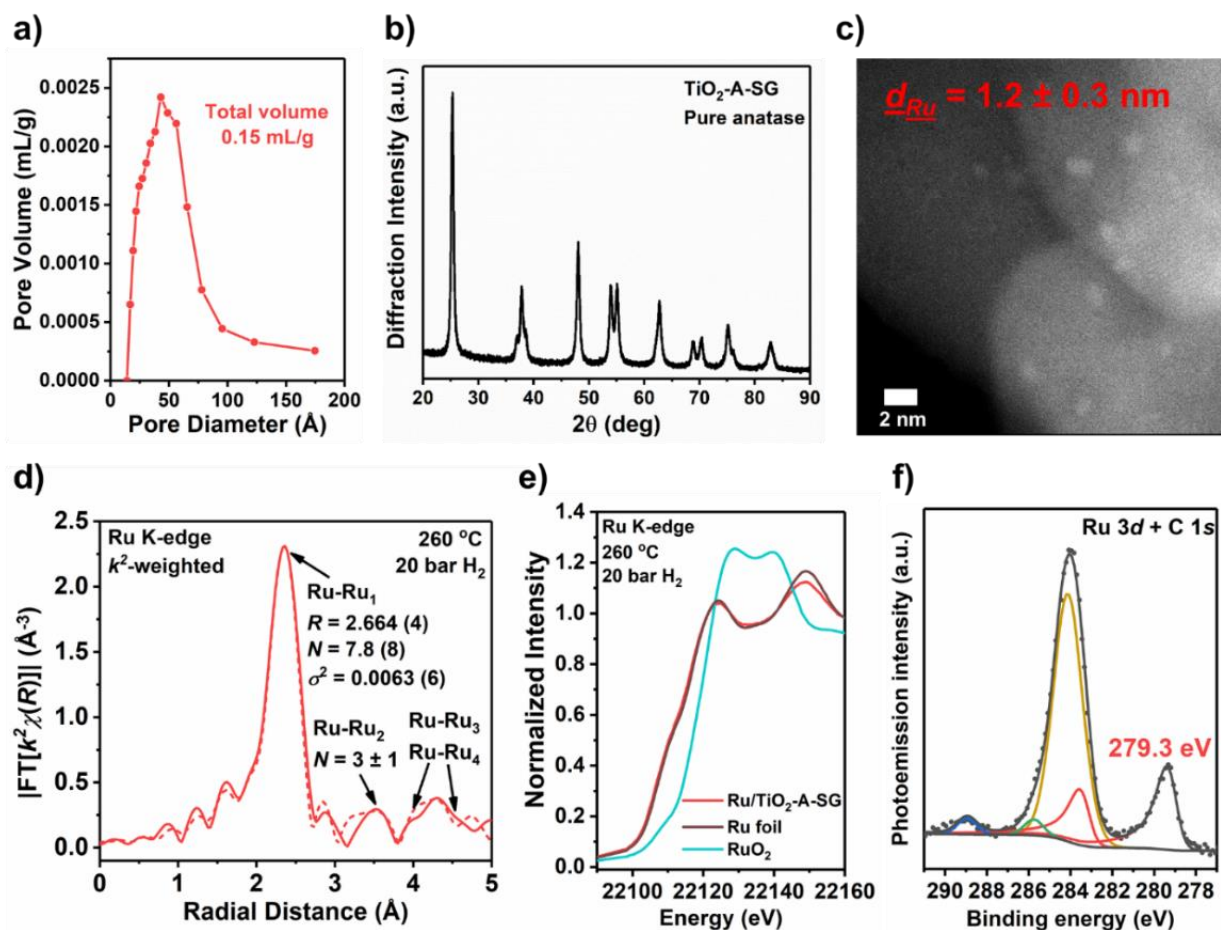 a)
Pore Volume (mL/g)
0.0025
0.0020
0.0015
0.0010
0.0005
0.0000
Total volume
0.15 mL/g
0 50 100 150 200
Pore Diameter (Å)
b)
Diffraction Intensity (a.u.)
TiO₂-A-SG
Pure anatase
20 30 40 50 60 70 80 90
2θ (deg)
c)
d_Ru = 1.2 ± 0.3 nm
2 nm
d)
|FT[k²χ(R)]| (Å⁻³)
2.5
2.0
1.5
1.0
0.5
0.0
Ru K-edge
k²-weighted
260 °C
20 bar H₂
Ru-Ru₁
R = 2.664 (4)
N = 7.8 (8)
σ² = 0.0063 (6)
Ru-Ru₂
N = 3 ± 1
Ru-Ru₃
Ru-Ru₄
0 1 2 3 4 5
Radial Distance (Å)
e)
Normalized Intensity
1.4
1.2
1.0
0.8
0.6
0.4
0.2
0.0
Ru K-edge
260 °C
20 bar H₂
Ru/TiO₂-A-SG
Ru foil
RuO₂
22100 22120 22140 22160
Energy (eV)
f)
Photoemission intensity (a.u.)
Ru 3d + C 1s
279.3 eV
290 288 286 284 282 280 278 277
Binding energy (eV)